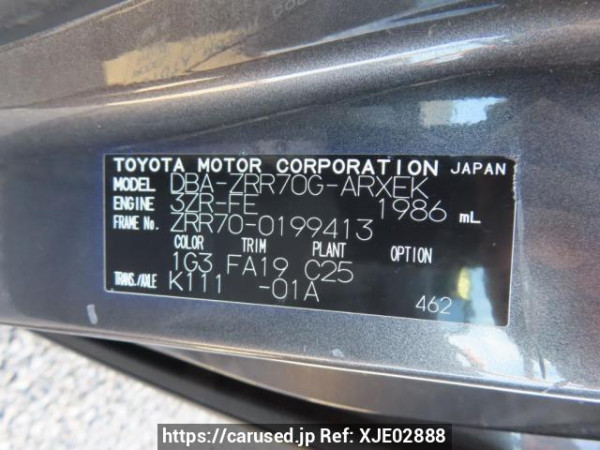 TOYOTA MOTOR CORPORATION JAPAN
MODEL DBA-ZRR70G-ARXEK
ENGINE 3ZR-FE 1986 mL
FRAME No. ZRR70-0199413
COLOR TRIM PLANT OPTION
1G3 FA19 C25
TRANS./AXLE K111 -01A
462
https://carused.jp Ref: XJE02888